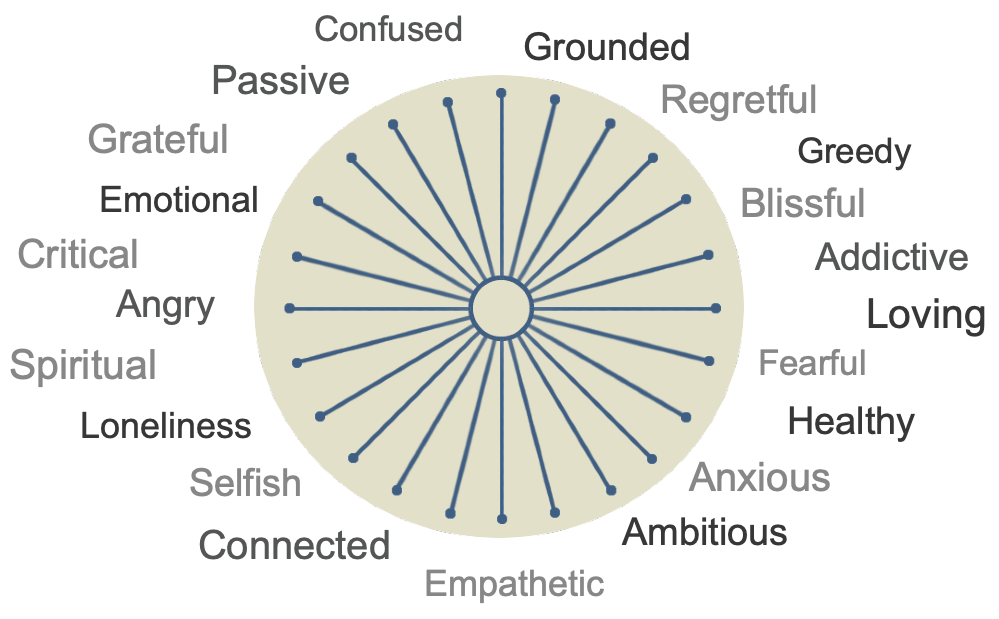 Confused
Grounded
Passive
Regretful
Grateful
Greedy
Emotional
Blissful
Critical
Addictive
Angry
Loving
Spiritual
Fearful
Loneliness
Healthy
Selfish
Anxious
Connected
Ambitious
Empathetic